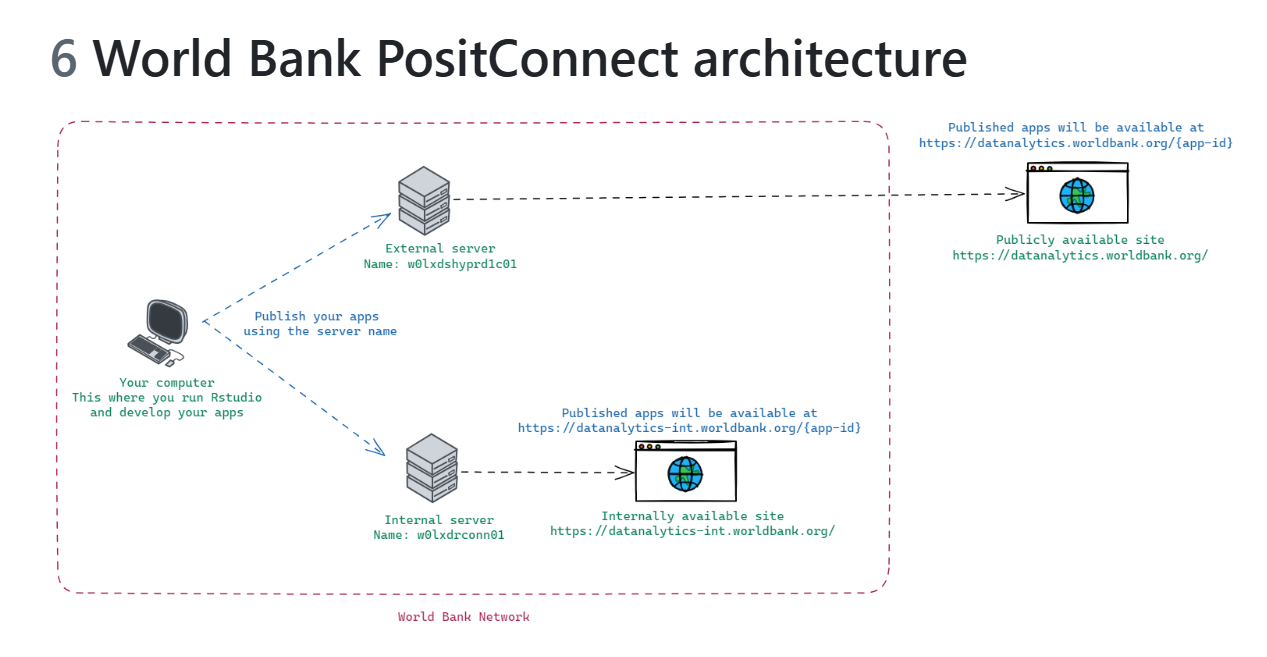 6 World Bank PositConnect architecture
Published apps will be available at
https://datanalytics.worldbank.org/{app-id}
External server
Name: w0lxdshyprd1c01
Publicly available site
https://datanalytics.worldbank.org/
Publish your apps
using the server name
Your computer
This where you run Rstudio
and develop your apps
Published apps will be available at
https://datanalytics-int.worldbank.org/{app-id}
Internal server
Name: w0lxdrconn01
Internally available site
https://datanalytics-int.worldbank.org/
World Bank Network